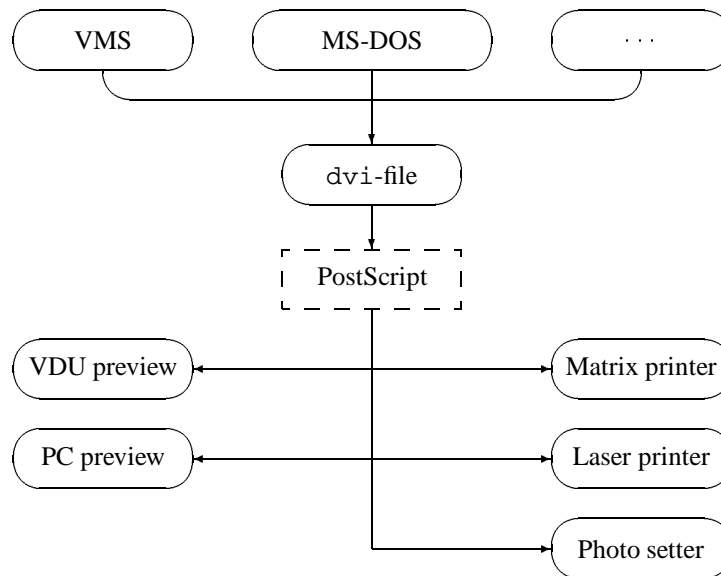 VMS
MS-DOS
· · ·
dvi-file
PostScript
VDU preview
Matrix printer
PC preview
Laser printer
Photo setter